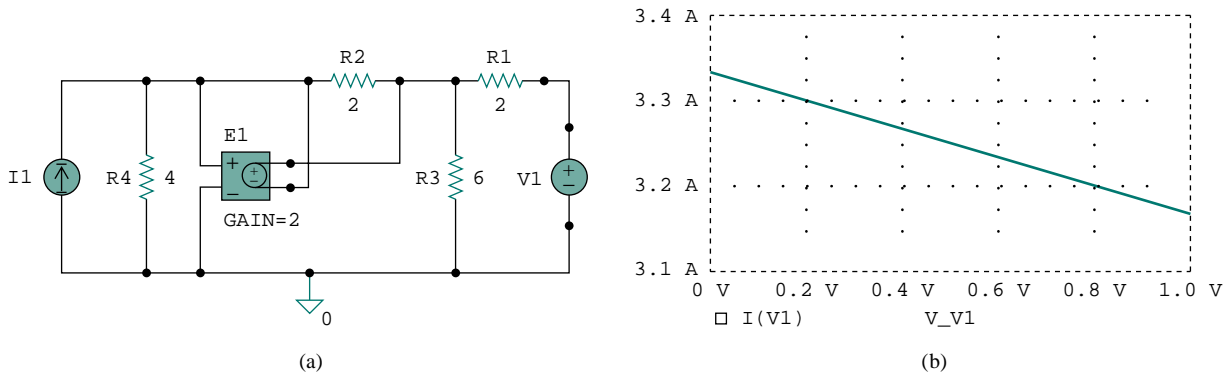 R2
R1
2
2
E1
+
−
+
−
I1
R4
4
R3
6
V1
+
−
GAIN=2
0
(a)
3.4 A
3.3 A
3.2 A
3.1 A
0 V
0.2 V
0.4 V
0.6 V
0.8 V
1.0 V
I(V1)
V_V1
(b)